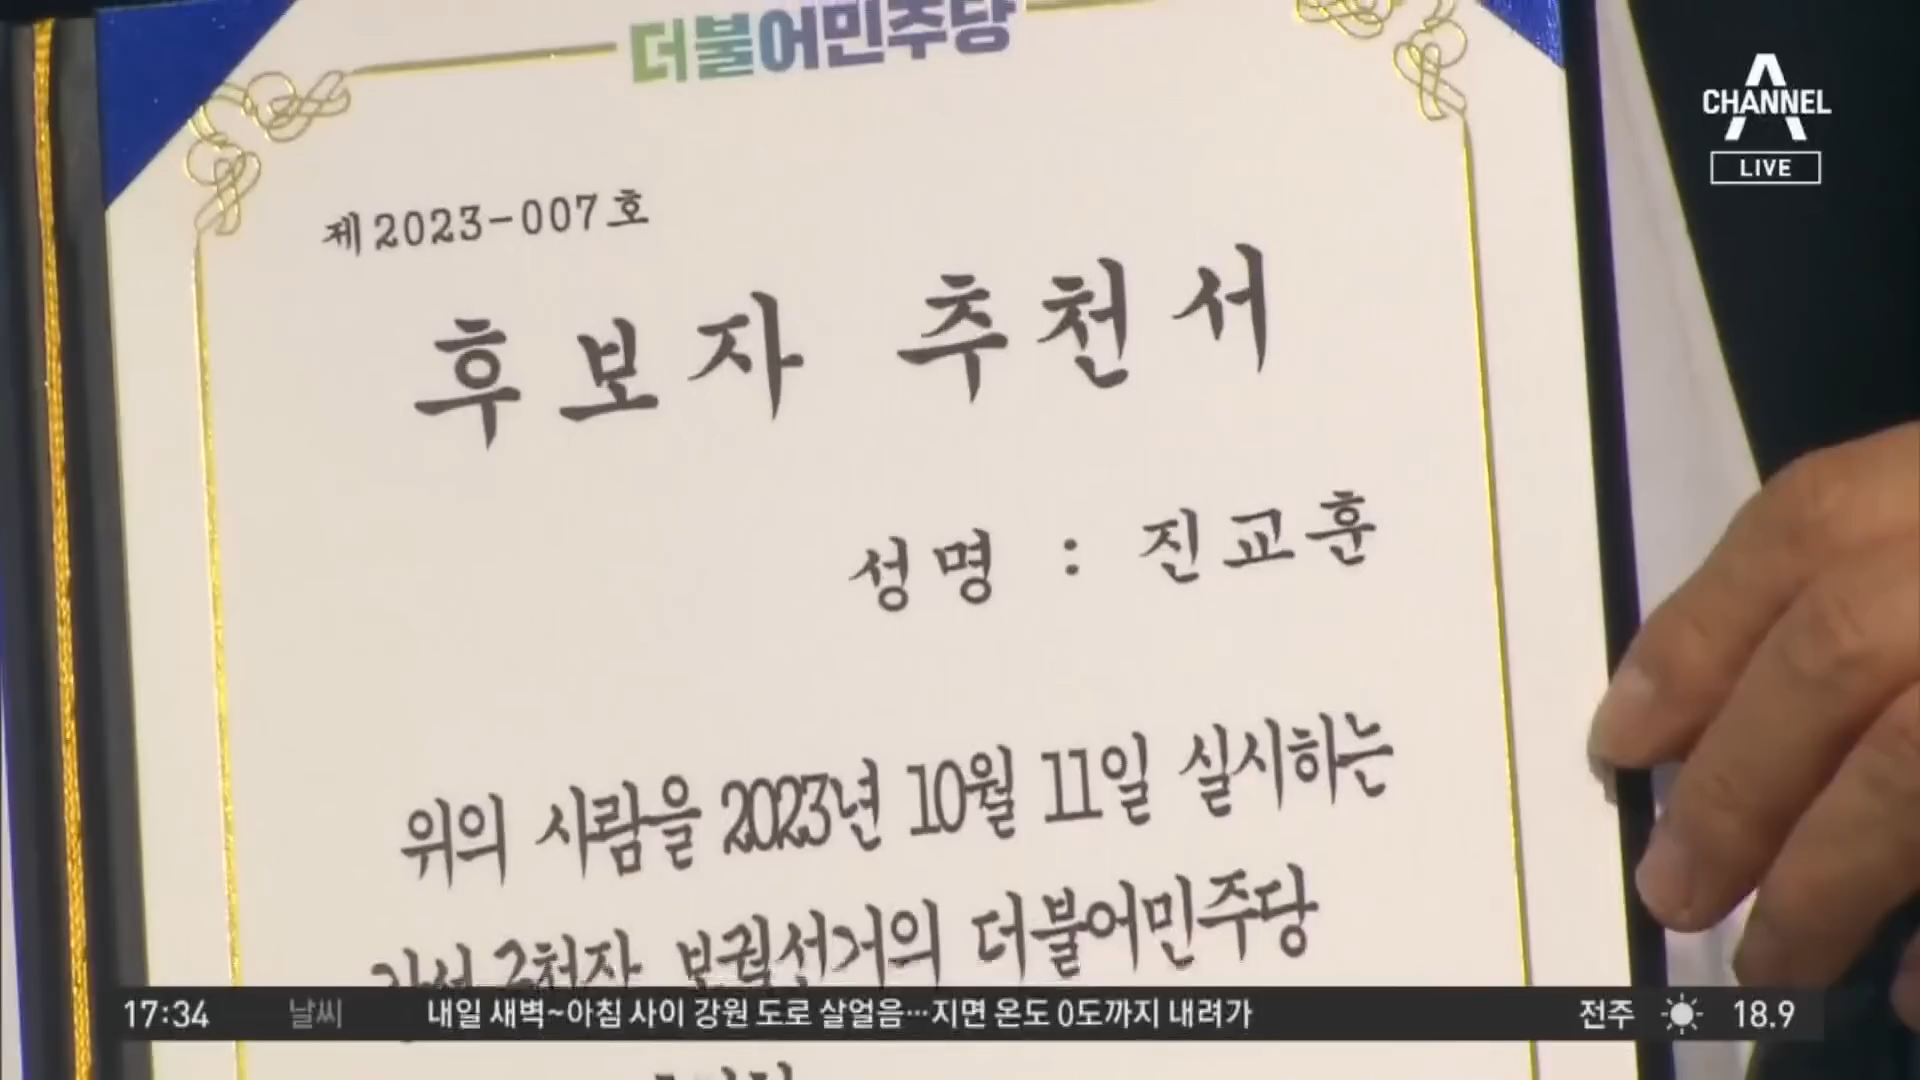 더불어민주당
CHANNEL A
LIVE
제2023-007호
후보자 추천서
성명 : 진교훈
위의 사람을 2023년 10월 11일 실시하는
보궐선거의 더불어민주당
17:34 날씨 내일 새벽~아침 사이 강원 도로 살얼음…지면 온도 0도까지 내려가 전주 18.9